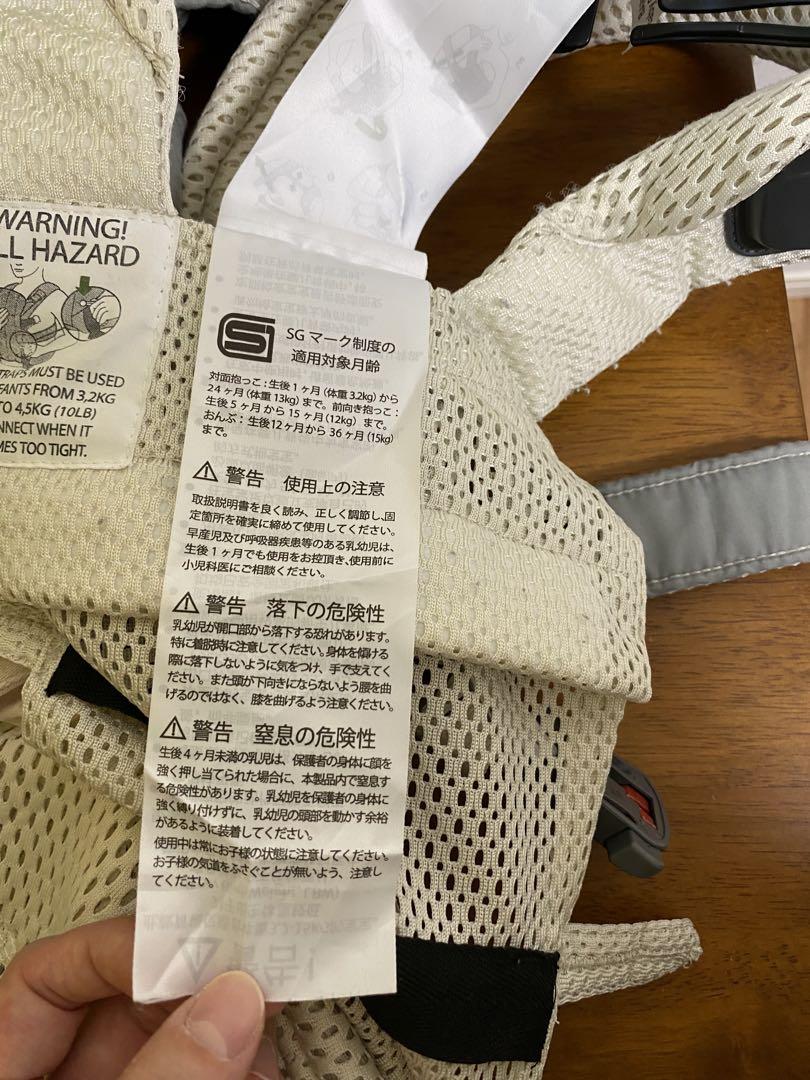 WARNING!
LL HAZARD
TRAPS MUST BE USED
FANTS FROM 3,2KG
TO 4,5KG (10LB)
NNECT WHEN IT
MES TOO TIGHT.
SG マーク制度の
適用対象月齢
対面抱っこ：生後１ヶ月（体重 3.2kg）から
２４ヶ月（体重 13kg）まで。前向き抱っこ：
生後５ヶ月から 15 ヶ月（12kg）まで。
おんぶ：生後12ヶ月から 36 ヶ月（15kg）
まで。
⚠ 警告 使用上の注意
取扱説明書を良く読み、正しく調節し、固
定箇所を確実に締めて使用してください。
早産児及び呼吸器疾患等のある乳幼児は、
生後１ヶ月でも使用をお控頂き、使用前に
小児科医にご相談ください。
⚠ 警告 落下の危険性
乳幼児が開口部から落下する恐れがあります。
特に着脱時に注意してください。身体を傾ける
際に落下しないように気をつけ、手で支えてく
ださい。また頭が下向きにならないよう腰を曲
げるのではなく、膝を曲げるよう注意ください。
⚠ 警告 窒息の危険性
生後４ヶ月未満の乳児は、保護者の身体に顔を
強く押し当てられた場合に、本製品内で窒息す
る危険性があります。乳幼児を保護者の身体に
強く縛り付けずに、乳幼児の頭部を動かす余裕
があるように装着してください。
使用中は常にお子様の状態に注意してください。
お子様の気道をふさぐことが無いよう、注意し
てください。